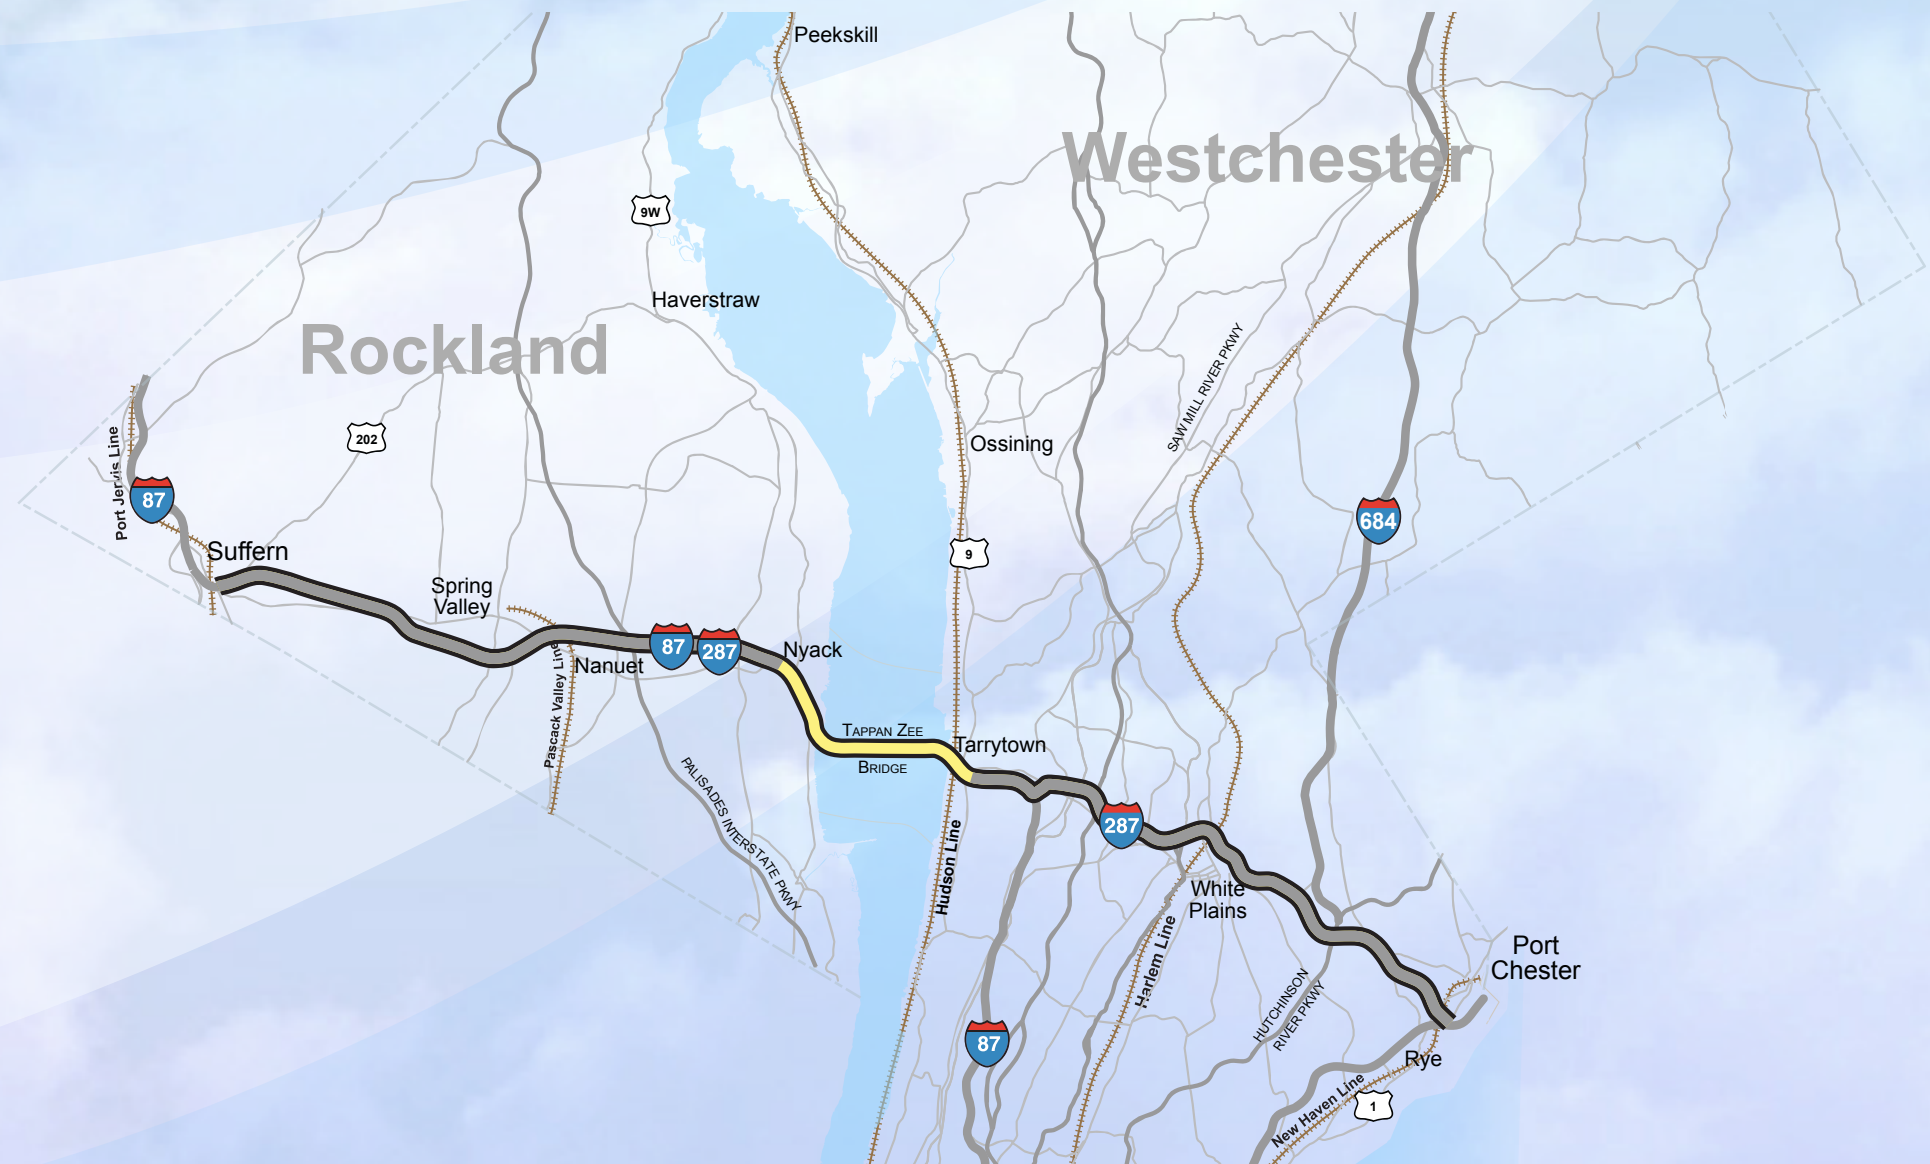 Peekskill
Westchester
9W
Haverstraw
Rockland
SAW MILL RIVER PKWY
202
Port Jervis Line
Ossining
87
684
Suffern
9
Spring
Valley
87
287
Nyack
Nanuet
Pascack Valley Line
TAPPAN ZEE
BRIDGE
Tarrytown
PALISADES INTERSTATE PKWY
287
Hudson Line
White
Plains
Harlem Line
Port
Chester
HUTCHINSON
RIVER PKWY
87
Rye
New Haven Line
1